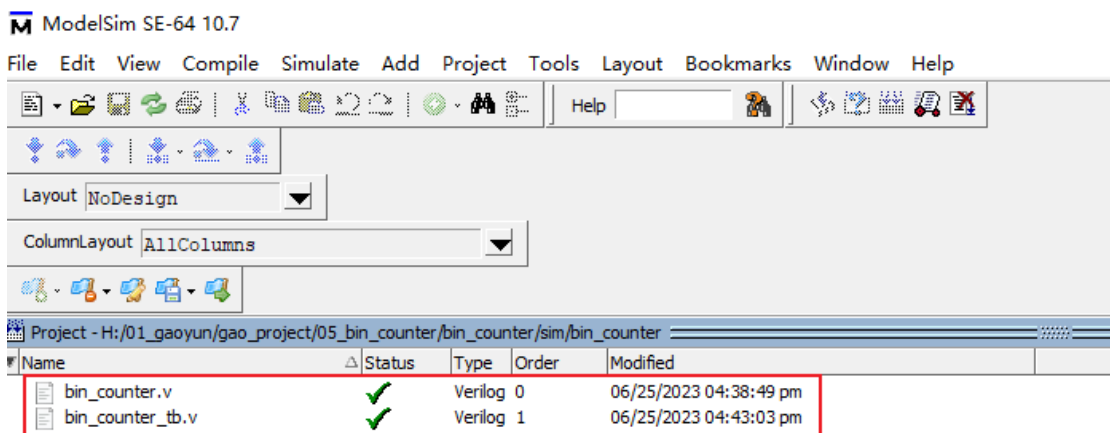 ModelSim SE-64 10.7
File Edit View Compile Simulate Add Project Tools Layout Bookmarks Window Help
Help
Layout NoDesign
ColumnLayout AllColumns
Project - H:/01_gaoyun/gao_project/05_bin_counter/bin_counter/sim/bin_counter
Name Status Type Order Modified
bin_counter.v Verilog 0 06/25/2023 04:38:49 pm
bin_counter_tb.v Verilog 1 06/25/2023 04:43:03 pm